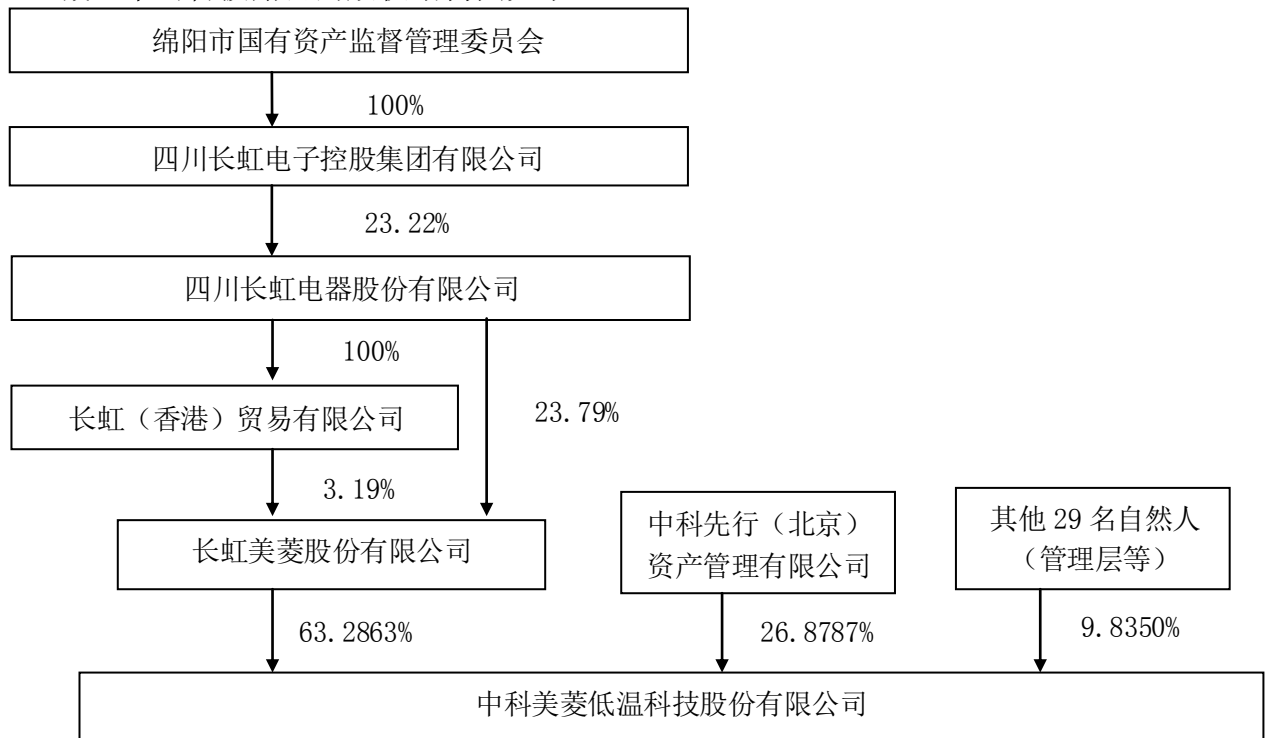 绵阳市国有资产监督管理委员会
100%
四川长虹电子控股集团有限公司
23.22%
四川长虹电器股份有限公司
100%
长虹（香港）贸易有限公司
23.79%
3.19%
长虹美菱股份有限公司
中科先行（北京）
资产管理有限公司
其他 29 名自然人
（管理层等）
63.2863%
26.8787%
9.8350%
中科美菱低温科技股份有限公司